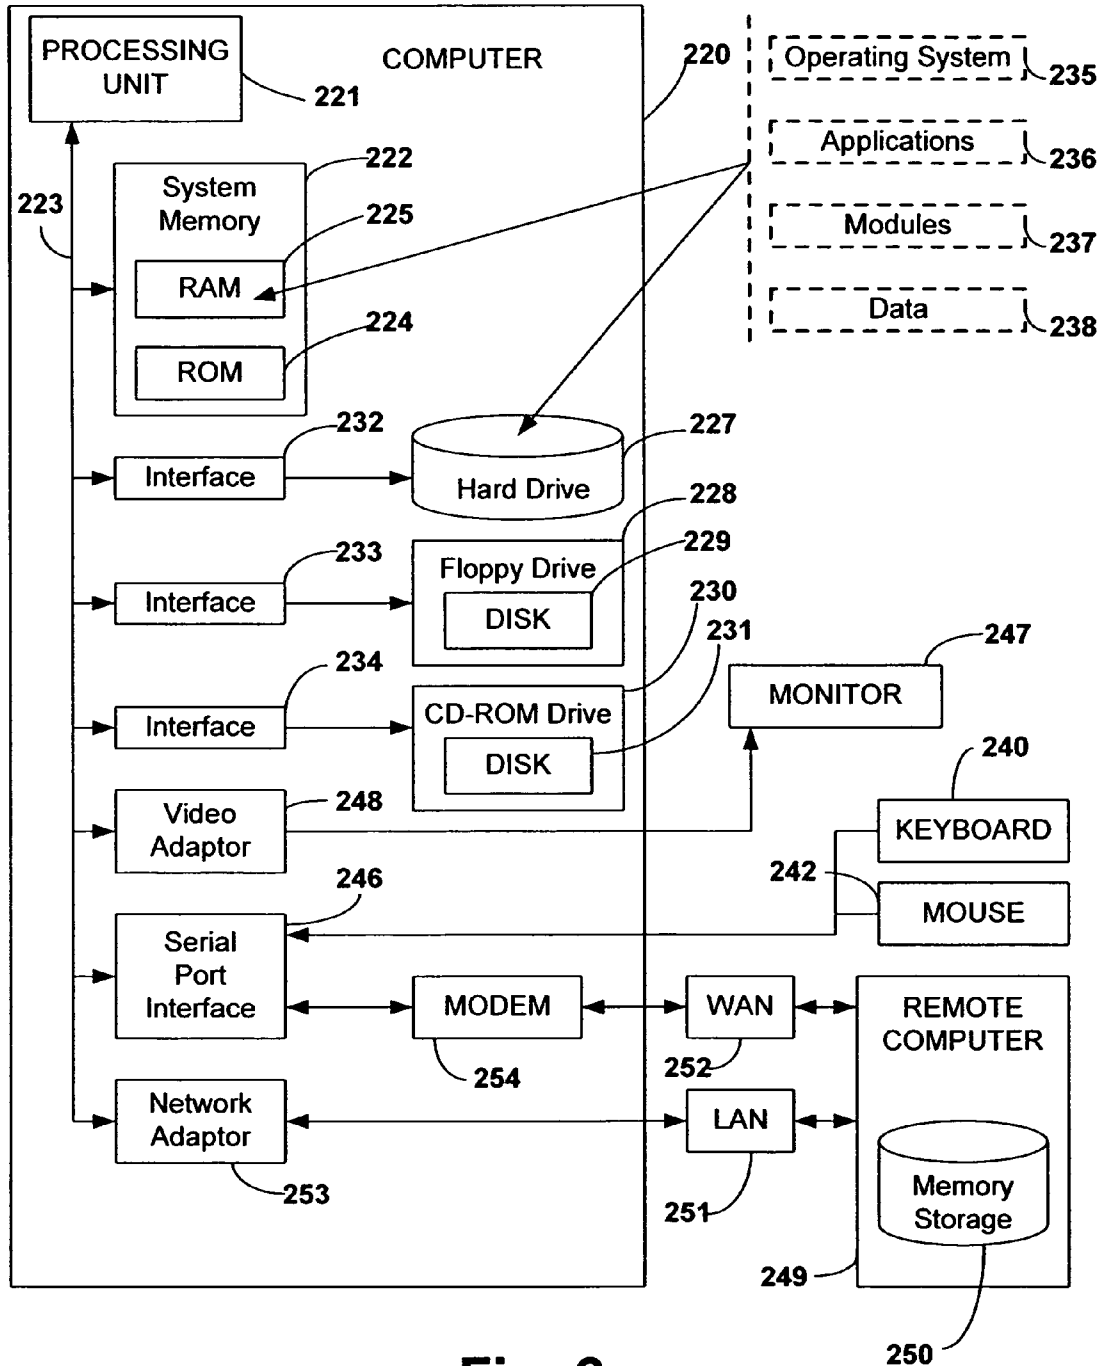 PROCESSING
UNIT
221
COMPUTER
220
Operating System
235
Applications
236
Modules
237
Data
238
222
System
Memory
223
225
RAM
224
ROM
232
Interface
227
Hard Drive
228
233
Interface
Floppy Drive
229
DISK
230
231
234
Interface
CD-ROM Drive
DISK
247
MONITOR
248
Video
Adaptor
240
KEYBOARD
242
MOUSE
246
Serial
Port
Interface
MODEM
254
WAN
252
REMOTE
COMPUTER
Network
Adaptor
253
LAN
251
Memory
Storage
249
250